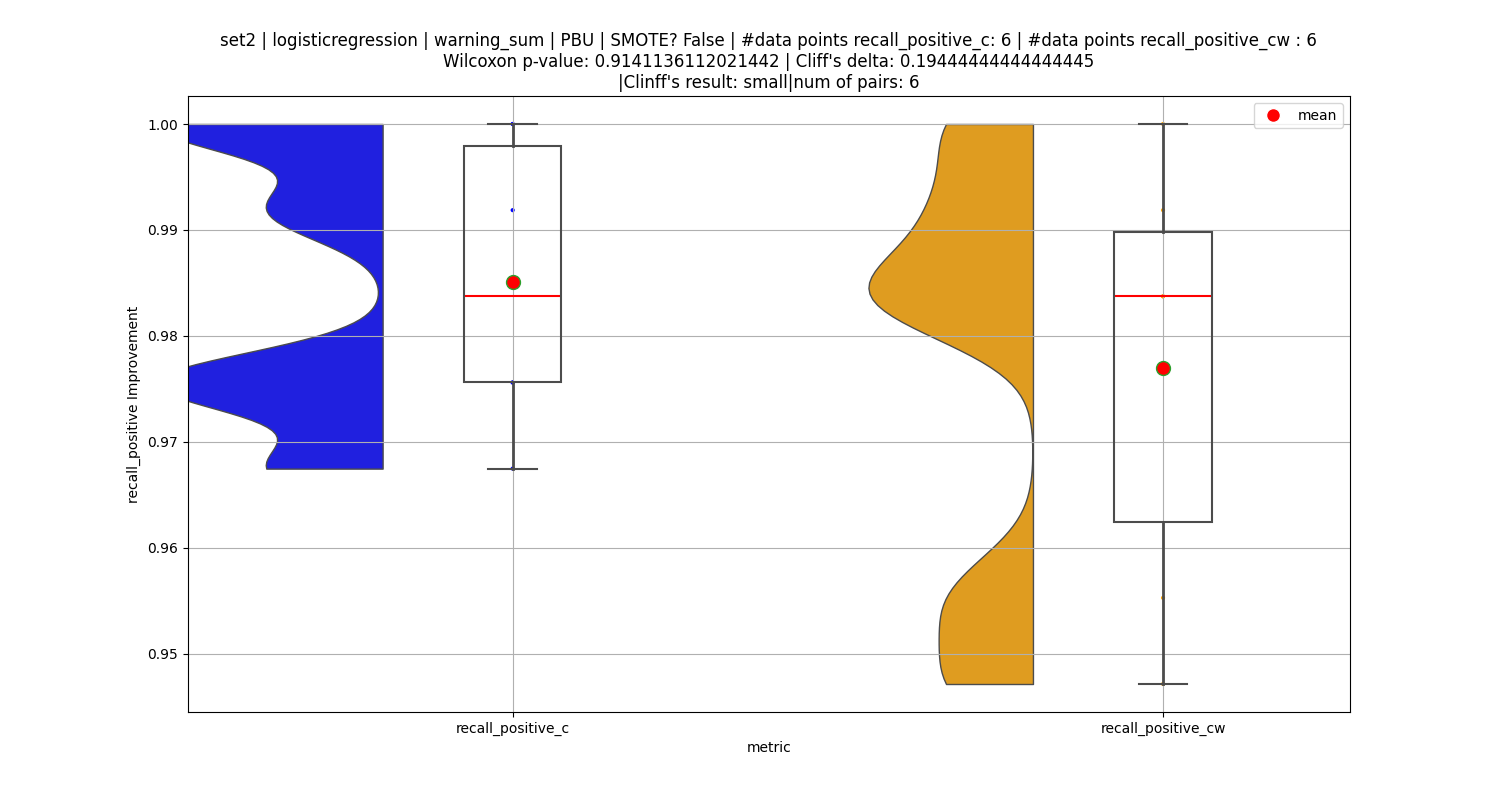 set2 | logisticregression | warning_sum | PBU | SMOTE? False | #data points recall_positive_c: 6 | #data points recall_positive_cw : 6
Wilcoxon p-value: 0.9141136112021442 | Cliff's delta: 0.19444444444444445
|Clinff's result: small|num of pairs: 6
mean
1.00
0.99
0.98
0.97
0.96
0.95
recall_positive Improvement
recall_positive_c
recall_positive_cw
metric